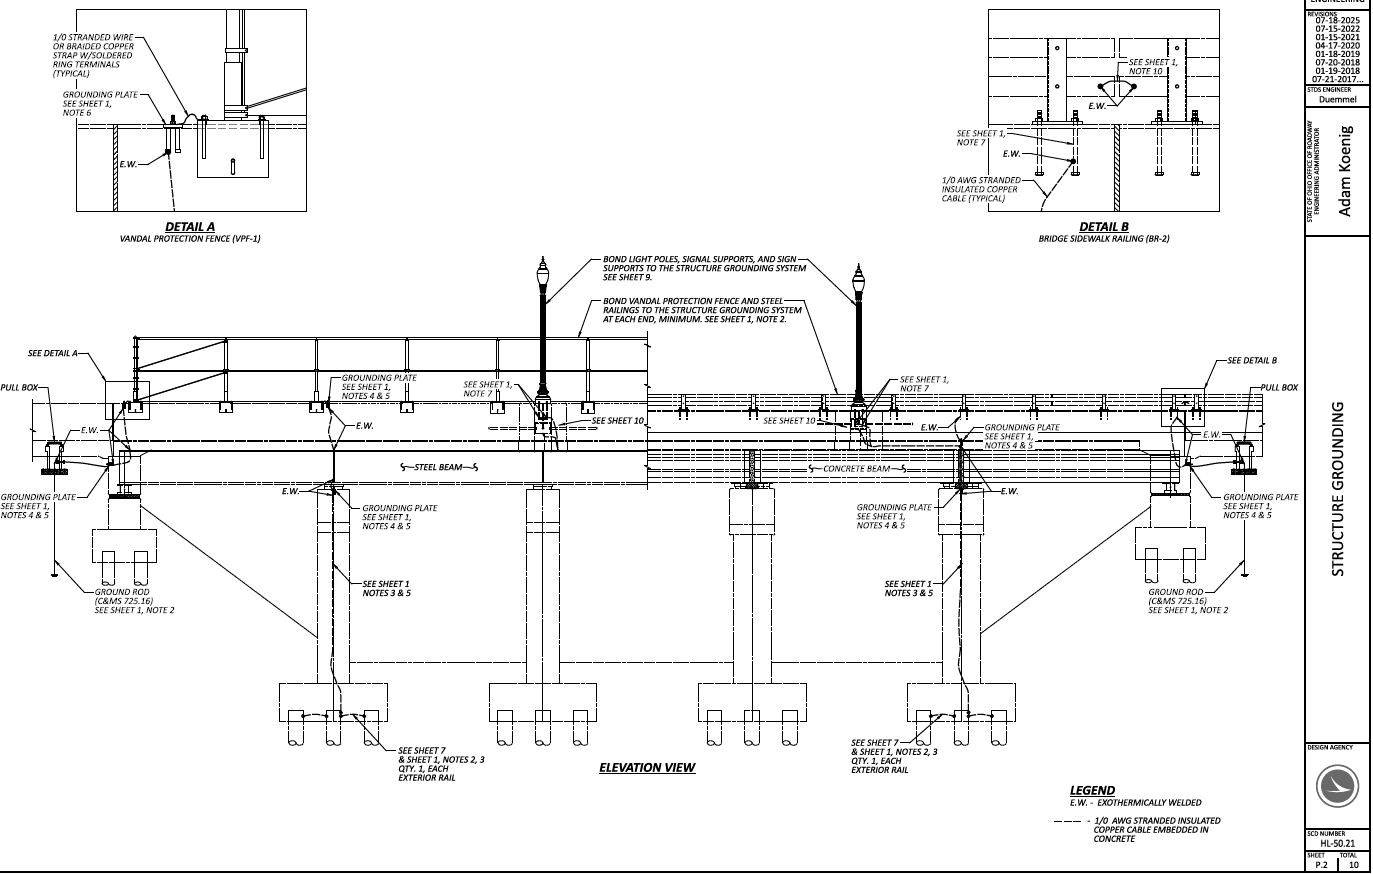 1/0 STRANDED WIRE
OR BRAIDED COPPER
STRAP W/SOLDERED
RING TERMINALS
(TYPICAL)
GROUNDING PLATE
SEE SHEET 1,
NOTE 6
E.W.
DETAIL A
VANDAL PROTECTION FENCE (VPF-1)
SEE SHEET 1,
NOTE 10
E.W.
SEE SHEET 1,
NOTE 7
E.W.
1/0 AWG STRANDED
INSULATED COPPER
CABLE (TYPICAL)
DETAIL B
BRIDGE SIDEWALK RAILING (BR-2)
BOND LIGHT POLES, SIGNAL SUPPORTS, AND SIGN
SUPPORTS TO THE STRUCTURE GROUNDING SYSTEM
SEE SHEET 9.
BOND VANDAL PROTECTION FENCE AND STEEL
RAILINGS TO THE STRUCTURE GROUNDING SYSTEM
AT EACH END, MINIMUM. SEE SHEET 1, NOTE 2.
SEE DETAIL A
PULL BOX
E.W.
GROUNDING PLATE
SEE SHEET 1,
NOTES 4 & 5
GROUND ROD
(C&MS 725.16)
SEE SHEET 1, NOTE 2
GROUNDING PLATE
SEE SHEET 1,
NOTES 4 & 5
E.W.
SEE SHEET 1,
NOTE 7
SEE SHEET 10
STEEL BEAM
E.W.
GROUNDING PLATE
SEE SHEET 1,
NOTES 4 & 5
SEE SHEET 1
NOTES 3 & 5
SEE SHEET 7
& SHEET 1, NOTES 2, 3
QTY. 1, EACH
EXTERIOR RAIL
SEE SHEET 1,
NOTE 7
SEE SHEET 10
E.W.
GROUNDING PLATE
SEE SHEET 1,
NOTES 4 & 5
CONCRETE BEAM
E.W.
GROUNDING PLATE
SEE SHEET 1,
NOTES 4 & 5
SEE SHEET 1
NOTES 3 & 5
SEE SHEET 7
& SHEET 1, NOTES 2, 3
QTY. 1, EACH
EXTERIOR RAIL
SEE DETAIL B
PULL BOX
E.W.
GROUNDING PLATE
SEE SHEET 1,
NOTES 4 & 5
GROUND ROD
(C&MS 725.16)
SEE SHEET 1, NOTE 2
ELEVATION VIEW
LEGEND
E.W. - EXOTHERMICALLY WELDED
- 1/0 AWG STRANDED INSULATED
COPPER CABLE EMBEDDED IN
CONCRETE
ENGINEERING
REVISIONS
07-18-2025
07-15-2022
01-15-2021
04-17-2020
01-18-2019
07-20-2018
01-19-2018
07-21-2017...
STDS ENGINEER
Duemmel
STATE OF OHIO OFFICE OF ROADWAY
ENGINEERING ADMINISTRATOR
Adam Koenig
STRUCTURE GROUNDING
DESIGN AGENCY
SCD NUMBER
HL-50.21
SHEET TOTAL
P.2 10